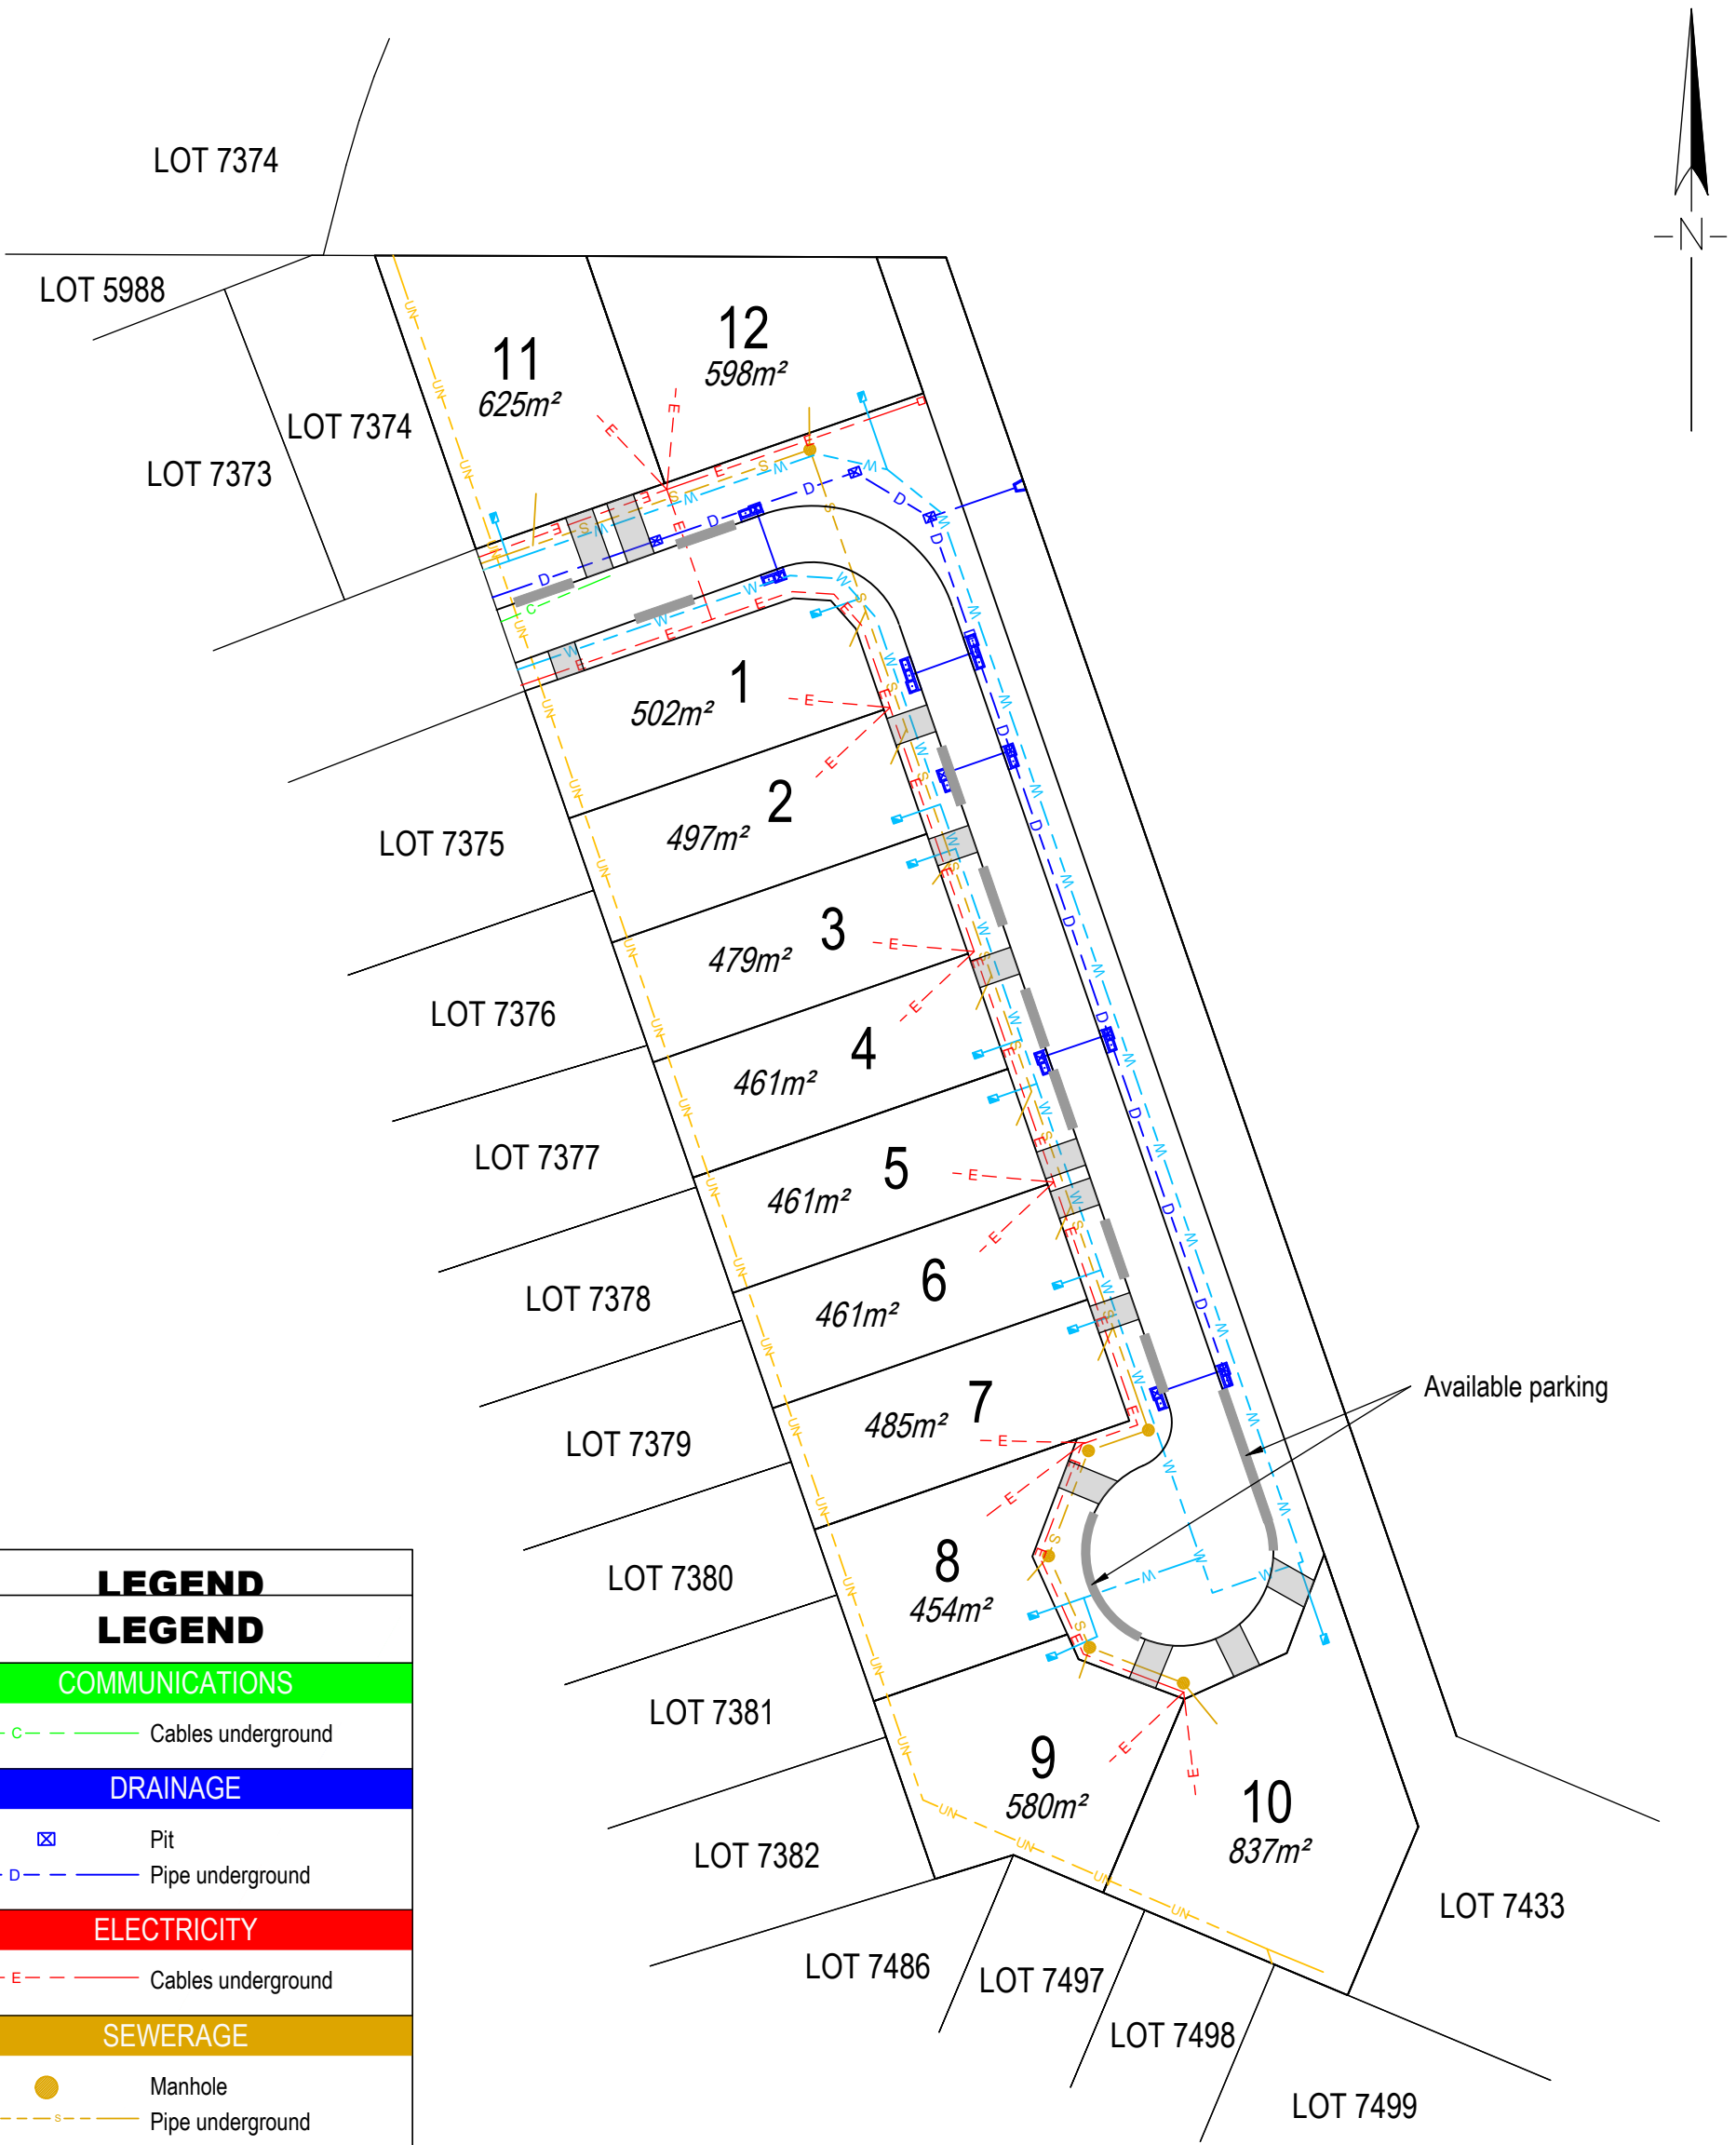 LOT 7374
N
LOT 5988
12
598m²
11
625m²
LOT 7374
LOT 7373
1
502m²
2
497m²
LOT 7375
3
479m²
LOT 7376
4
461m²
LOT 7377
5
461m²
LOT 7378
6
461m²
Available parking
7
485m²
LOT 7379
8
454m²
LOT 7380
LOT 7381
9
580m²
10
837m²
LOT 7382
LOT 7433
LOT 7486
LOT 7497
LOT 7498
LOT 7499
LEGEND
LEGEND
COMMUNICATIONS
C Cables underground
DRAINAGE
Pit
D Pipe underground
ELECTRICITY
E Cables underground
SEWERAGE
Manhole
S Pipe underground